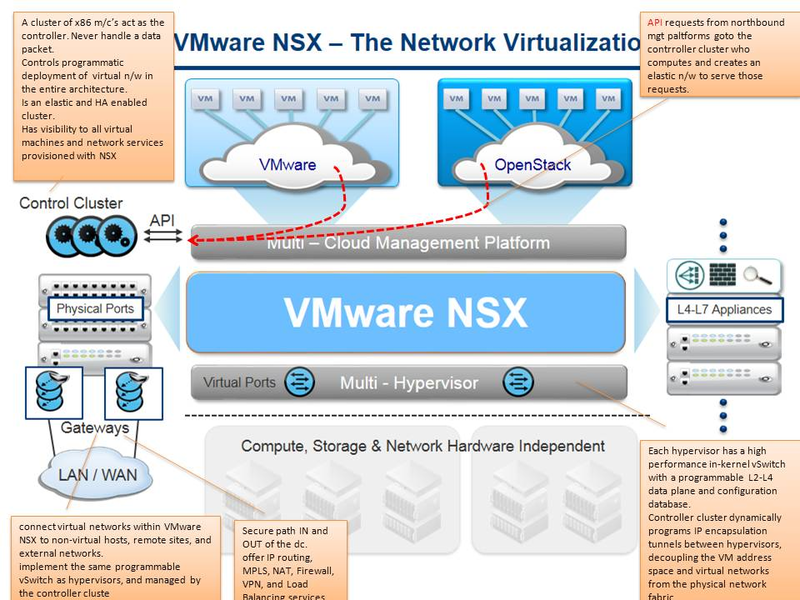 A cluster of x86 m/c's act as the
controller. Never handle a data
packet.
Controls programmatic
deployment of virtual n/w in
the entire architecture.
Is an elastic and HA enabled
cluster.
Has visibility to all virtual
machines and network services
provisioned with NSX
VMware NSX – The Network Virtualizatio
API requests from northbound
mgt paltforms goto the
contrroller cluster who
computes and creates an
elastic n/w to serve those
requests.
VM VM VM VM VM
VM VM VM VM VM
VMware
OpenStack
Control Cluster
API
Multi – Cloud Management Platform
Physical Ports
VMware NSX
L4-L7 Appliances
Virtual Ports
Multi - Hypervisor
Gateways
LAN / WAN
Compute, Storage & Network Hardware Independent
Each hypervisor has a high
performance in-kernel vSwitch
with a programmable L2-L4
data plane and configuration
database.
Controller cluster dynamically
programs IP encapsulation
tunnels between hypervisors,
decoupling the VM address
space and virtual networks
from the physical network
fabric
connect virtual networks within VMware
NSX to non-virtual hosts, remote sites, and
external networks.
implement the same programmable
vSwitch as hypervisors, and managed by
the controller cluste
Secure path IN and
OUT of the dc.
offer IP routing,
MPLS, NAT, Firewall,
VPN, and Load
Balancing services